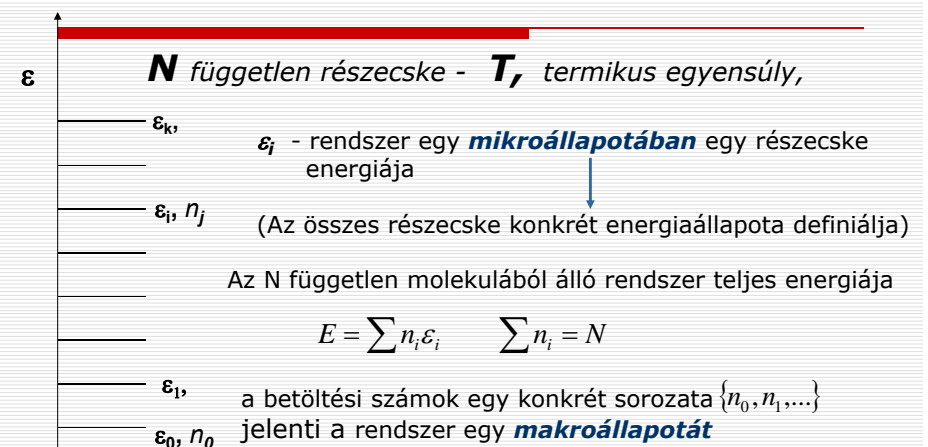 ε
N független részecske - T, termikus egyensúly,
εk,
εi - rendszer egy mikroállapotában egy részecske
energiája
εi, nj
(Az összes részecske konkrét energiaállapota definiálja)
Az N független molekulából álló rendszer teljes energiája
E = ∑ niεi   ∑ ni = N
ε1,
a betöltési számok egy konkrét sorozata {n0, n1,...}
ε0, n0
jelenti a rendszer egy makroállapotát